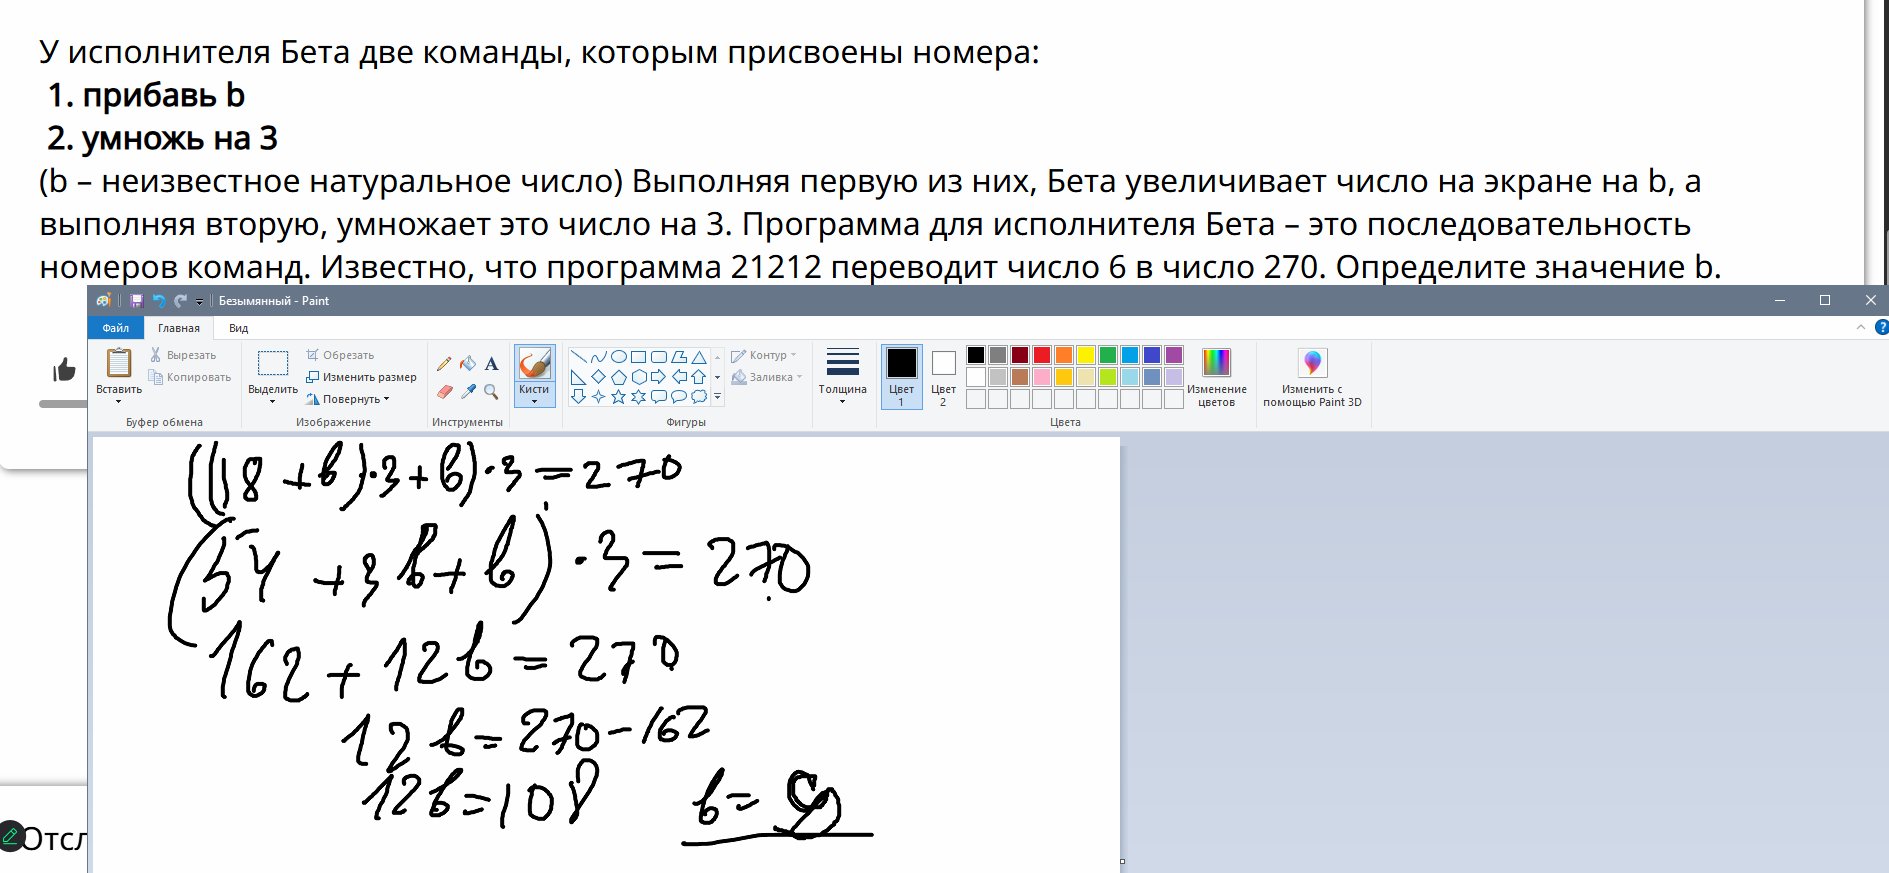 У исполнителя Бета две команды, которым присвоены номера:
1. прибавь b
2. умножь на 3
(b – неизвестное натуральное число) Выполняя первую из них, Бета увеличивает число на экране на b, а
выполняя вторую, умножает это число на 3. Программа для исполнителя Бета – это последовательность
номеров команд. Известно, что программа 21212 переводит число 6 в число 270. Определите значение b.
Безымянный - Paint
Файл Главная Вид
Вставить
Вырезать
Копировать
Буфер обмена
Выделить
Обрезать
Изменить размер
Повернуть
Изображение
A
Инструменты
Кисти
Контур
Заливка
Фигуры
Толщина
Цвет
1
Цвет
2
Изменение
цветов
Цвета
Изменить с
помощью Paint 3D
((18+b)·3+b)·3=270
(54+3b+b)·3=270
162+12b=270
12b=270-162
12b=108 b=9
Отсл